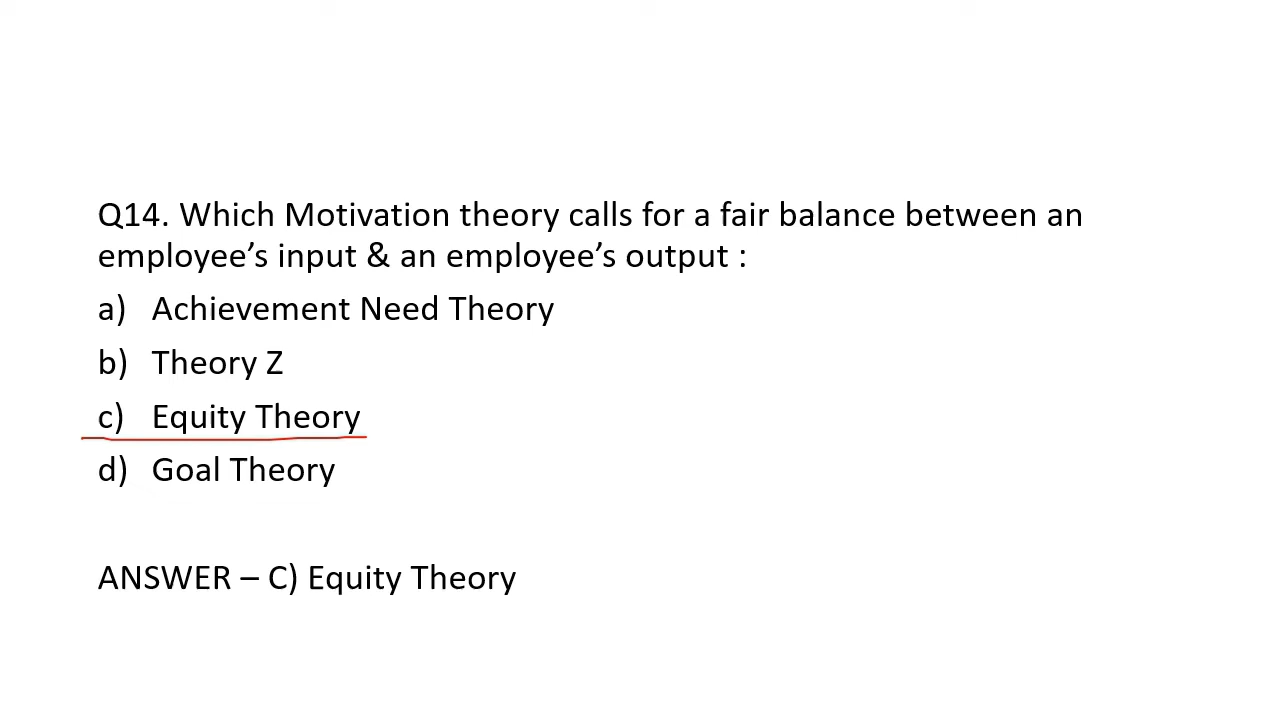 Q14. Which Motivation theory calls for a fair balance between an
employee’s input & an employee’s output :
a) Achievement Need Theory
b) Theory Z
c) Equity Theory
d) Goal Theory
ANSWER – C) Equity Theory